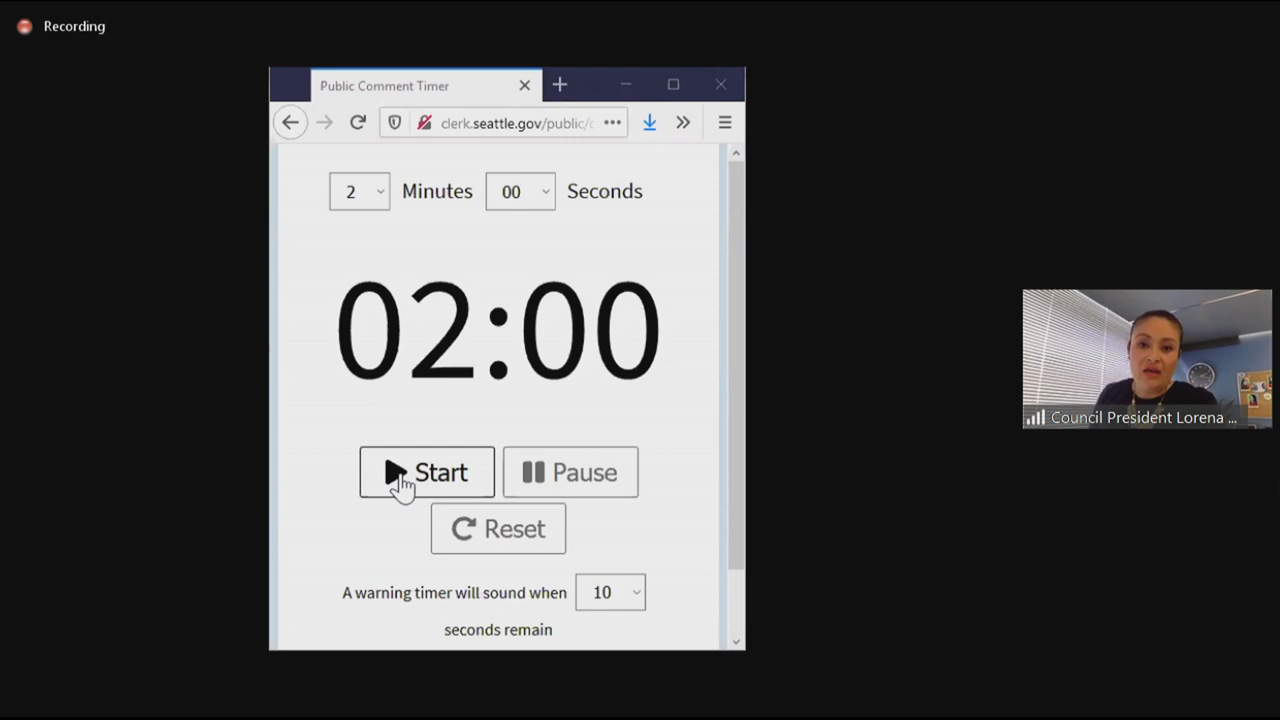 Recording
Public Comment Timer
clerk.seattle.gov/public/
2 Minutes 00 Seconds
02:00
Start Pause
Reset
A warning timer will sound when 10
seconds remain
Council President Lorena ...